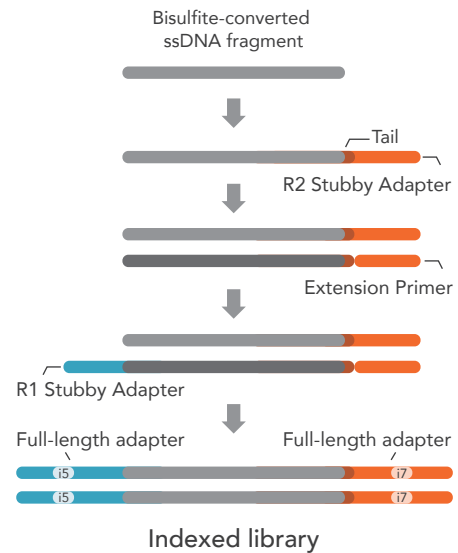 Bisulfite-converted
ssDNA fragment
Tail
R2 Stubby Adapter
Extension Primer
R1 Stubby Adapter
Full-length adapter Full-length adapter
i5 i7
i5 i7
Indexed library